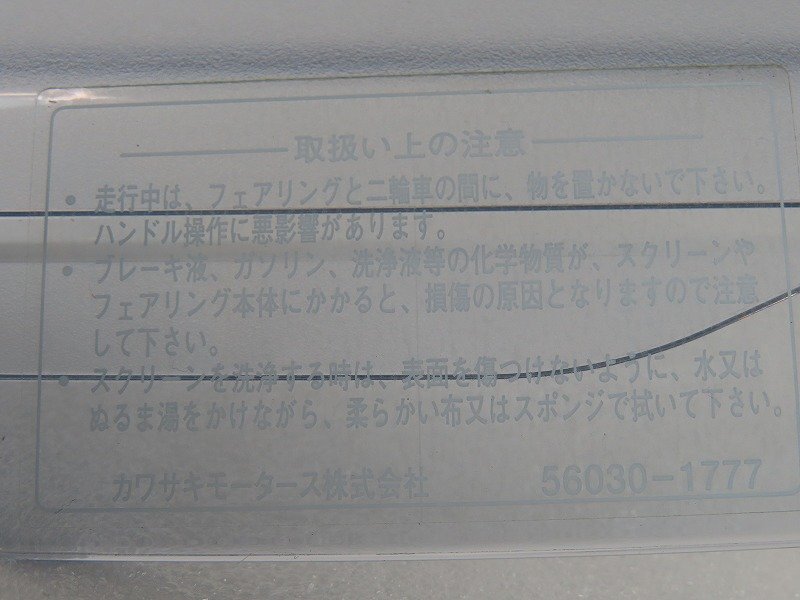 取扱い上の注意
• 走行中は、フェアリングと二輪車の間に、物を置かないで下さい。
ハンドル操作に悪影響があります。
• ブレーキ液、ガソリン、洗浄液等の化学物質が、スクリーンや
フェアリング本体にかかると、損傷の原因となりますので注意
して下さい。
• スクリーンを洗浄する時は、表面を傷つけないように、水又は
ぬるま湯をかけながら、柔らかい布又はスポンジで拭いて下さい。
カワサキモータース株式会社 56030-1777